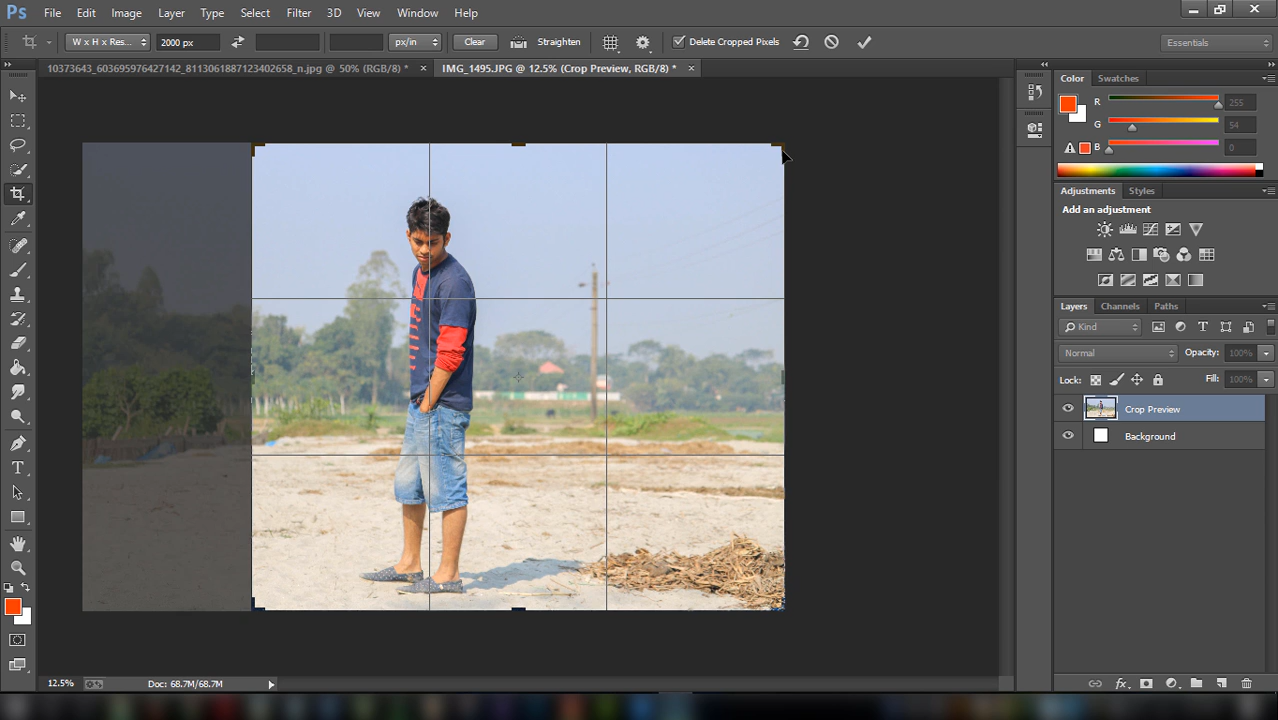 Ps File Edit Image Layer Type Select Filter 3D View Window Help
W x H x Res... 2000 px px/in Clear Straighten Delete Cropped Pixels Essentials
10373643_603695976427142_8113061887123402658_n.jpg @ 50% (RGB/8) * × IMG_1495.JPG @ 12.5% (Crop Preview, RGB/8) * ×
Color Swatches
R 255
G 54
B 0
Adjustments Styles
Add an adjustment
Layers Channels Paths
Kind
Normal Opacity: 100%
Lock: Fill: 100%
Crop Preview
Background
T
12.5% Doc: 68.7M/68.7M
fx